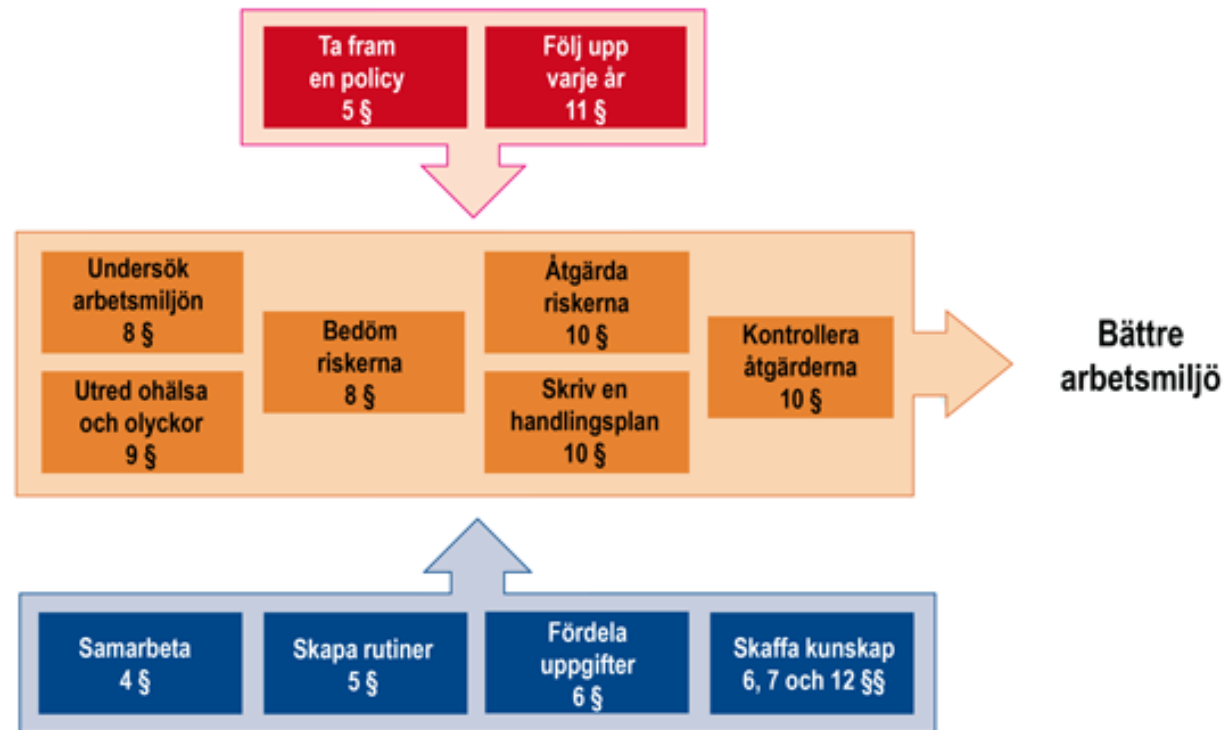 Ta fram
en policy
5 §
Följ upp
varje år
11 §
Undersök
arbetsmiljön
8 §
Utred ohälsa
och olyckor
9 §
Bedöm
riskerna
8 §
Åtgärda
riskerna
10 §
Skriv en
handlingsplan
10 §
Kontrollera
åtgärderna
10 §
Bättre
arbetsmiljö
Samarbeta
4 §
Skapa rutiner
5 §
Fördela
uppgifter
6 §
Skaffa kunskap
6, 7 och 12 §§